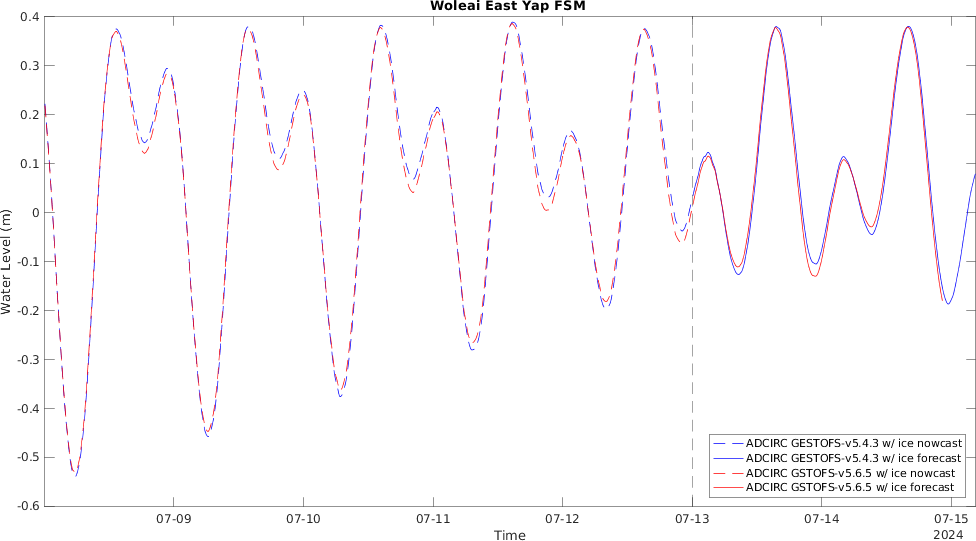 Woleai East Yap FSM
0.4
0.3
0.2
0.1
0
-0.1
-0.2
-0.3
-0.4
-0.5
-0.6
Water Level (m)
07-09
07-10
07-11
07-12
07-13
07-14
07-15
2024
Time
ADCIRC GESTOFS-v5.4.3 w/ ice nowcast
ADCIRC GESTOFS-v5.4.3 w/ ice forecast
ADCIRC GSTOFS-v5.6.5 w/ ice nowcast
ADCIRC GSTOFS-v5.6.5 w/ ice forecast